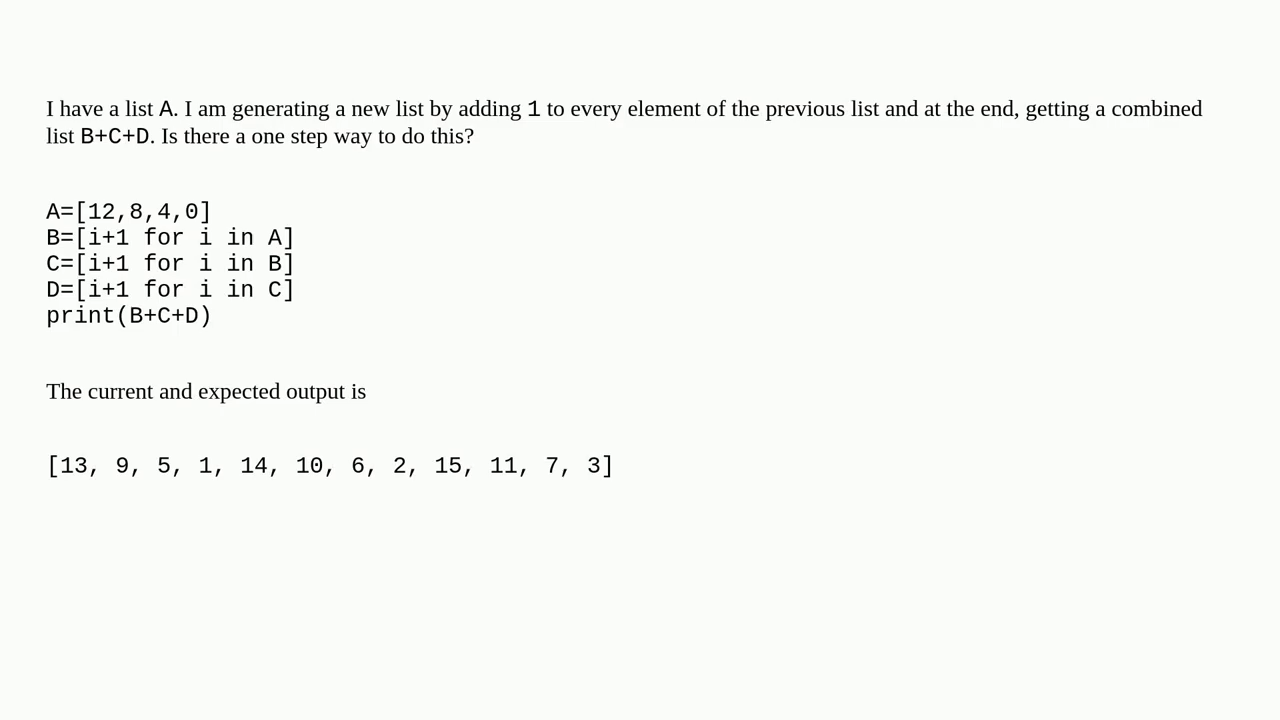 I have a list A. I am generating a new list by adding 1 to every element of the previous list and at the end, getting a combined
list B+C+D. Is there a one step way to do this?
A=[12,8,4,0]
B=[i+1 for i in A]
C=[i+1 for i in B]
D=[i+1 for i in C]
print(B+C+D)
The current and expected output is
[13, 9, 5, 1, 14, 10, 6, 2, 15, 11, 7, 3]